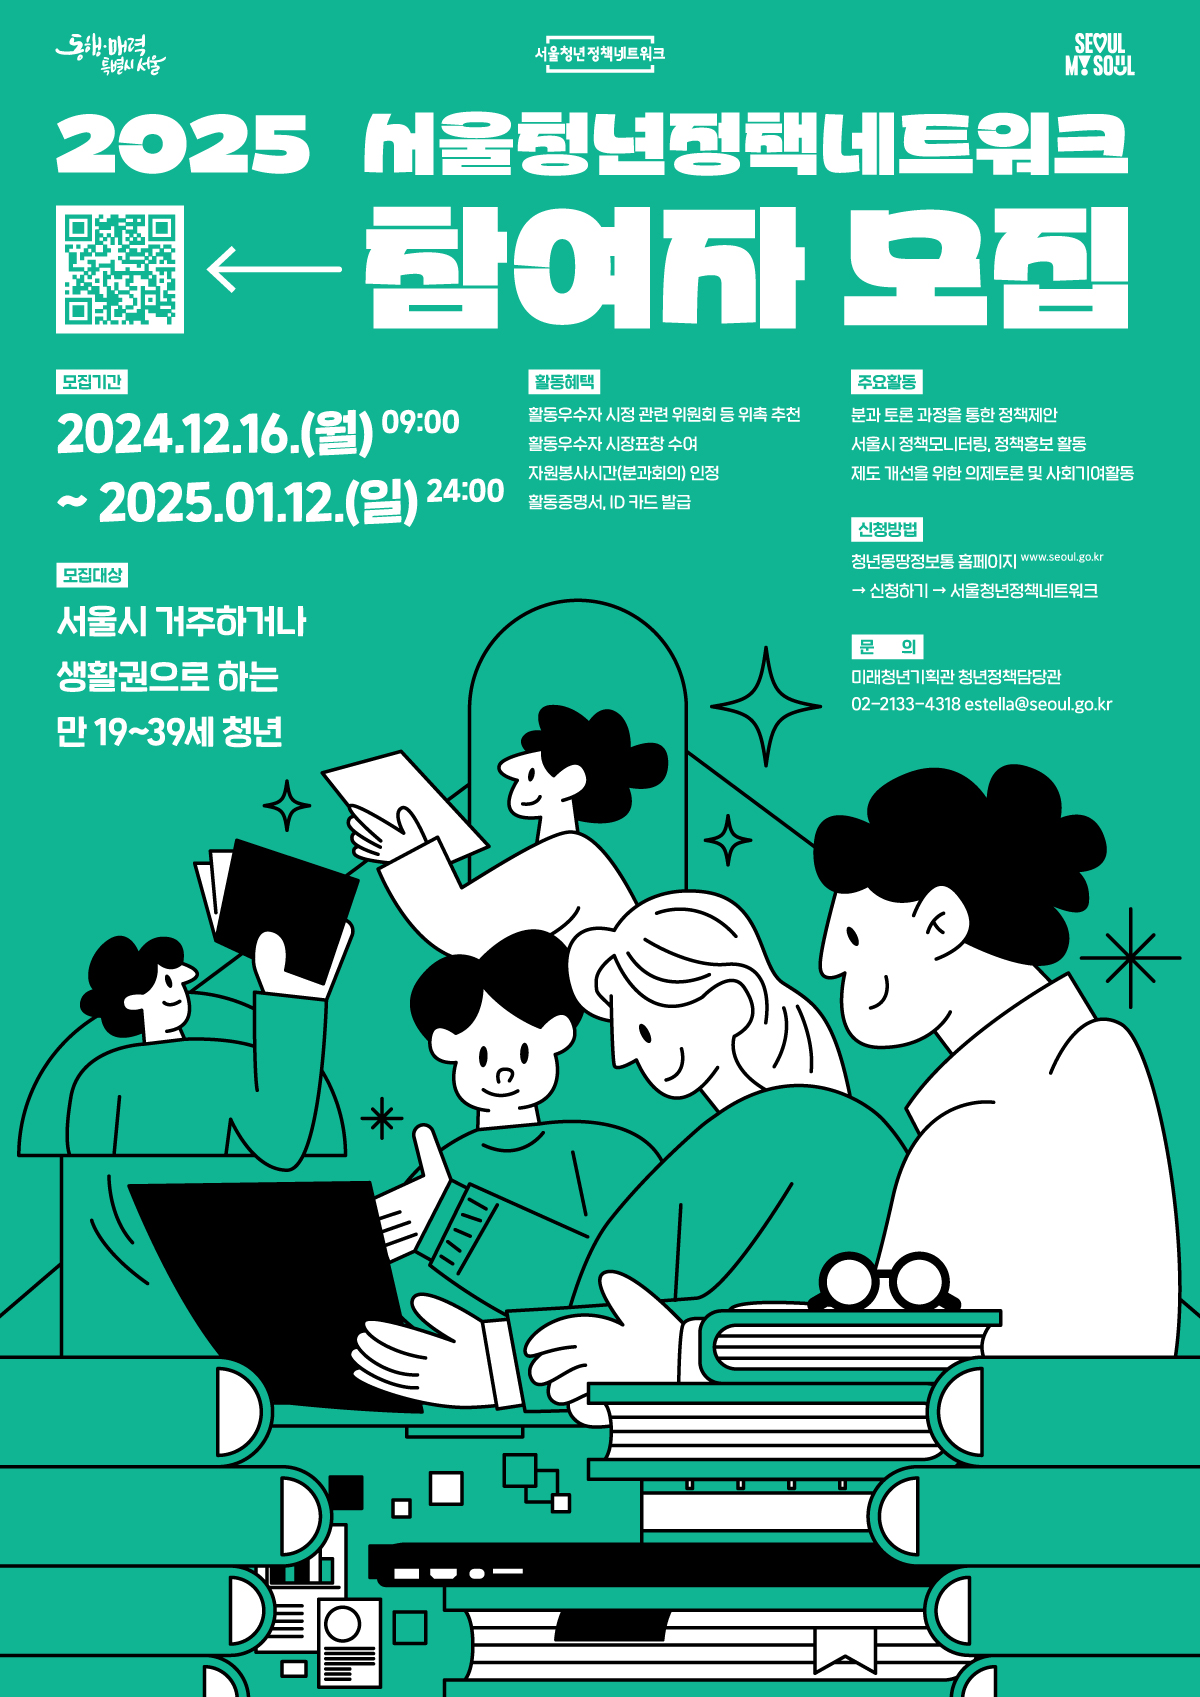 동행·매력
특별시 서울
서울청년정책네트워크
SEOUL
MY SOUL
2025 서울청년정책네트워크
참여자 모집
모집기간
2024.12.16.(월) 09:00
~ 2025.01.12.(일) 24:00
모집대상
서울시 거주하거나
생활권으로 하는
만 19~39세 청년
활동혜택
활동우수자 시정 관련 위원회 등 위촉 추천
활동우수자 시장표창 수여
자원봉사시간(분과회의) 인정
활동증명서, ID 카드 발급
주요활동
분과 토론 과정을 통한 정책제안
서울시 정책모니터링, 정책홍보 활동
제도 개선을 위한 의제토론 및 사회기여활동
신청방법
청년몽땅정보통 홈페이지 www.seoul.go.kr
→ 신청하기 → 서울청년정책네트워크
문 의
미래청년기획관 청년정책담당관
02-2133-4318 estella@seoul.go.kr